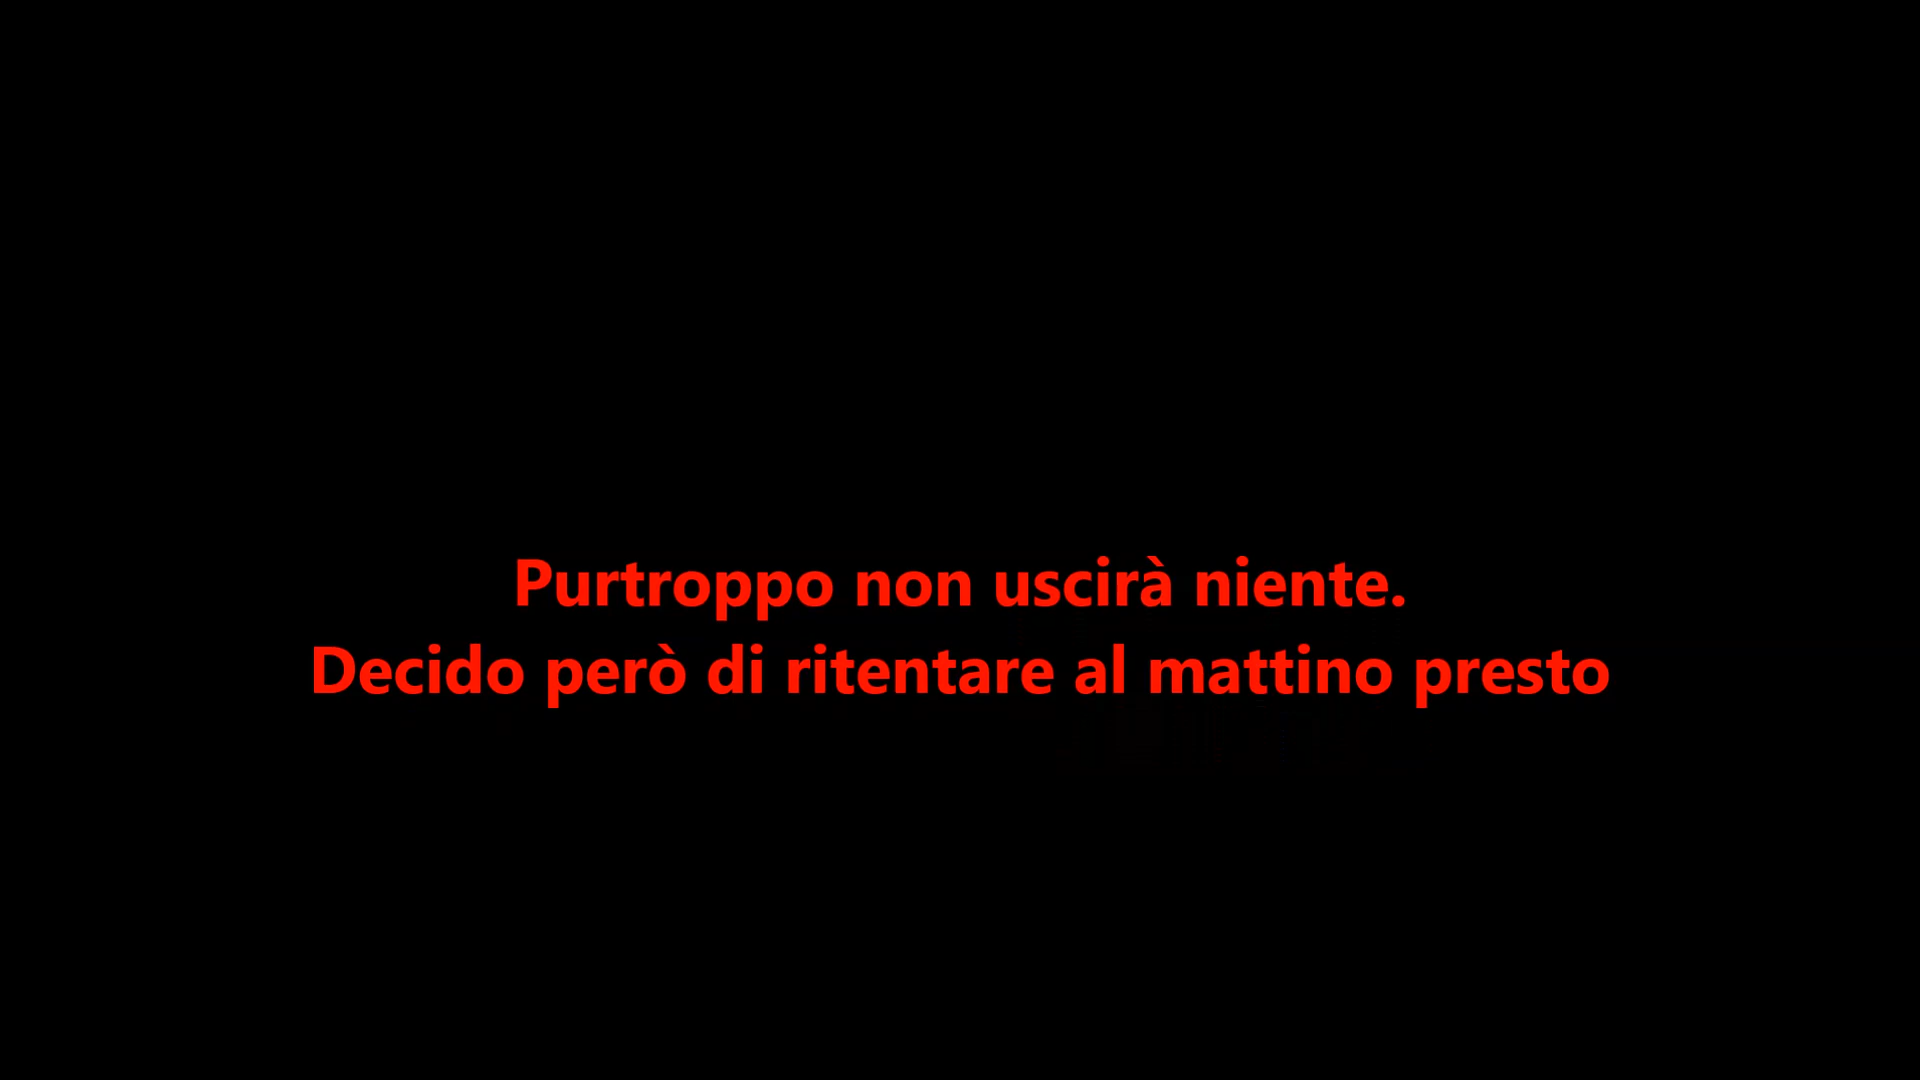 Purtroppo non uscirà niente.
Decido però di ritentare al mattino presto